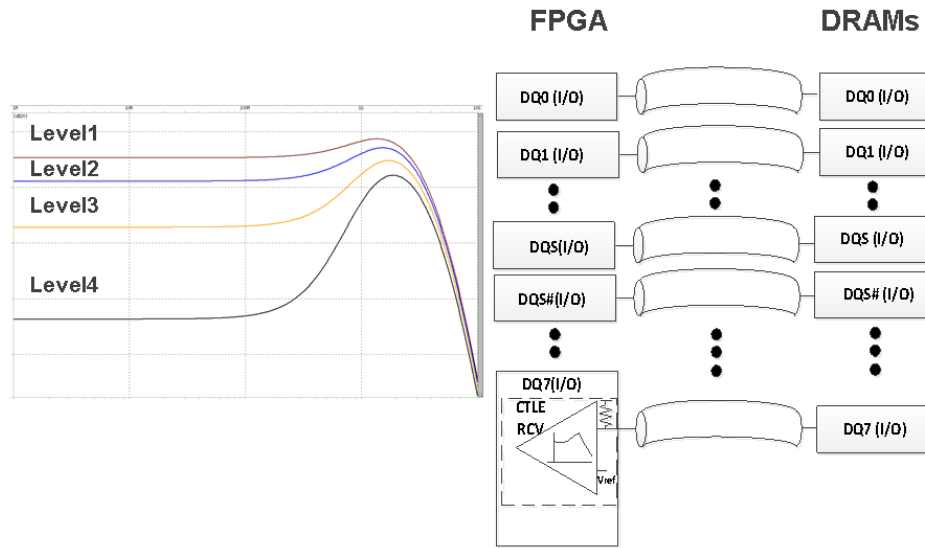 FPGA
DRAMs
DQ0 (I/O)
DQ0 (I/O)
Level1
DQ1 (I/O)
DQ1 (I/O)
Level2
Level3
DQS(I/O)
DQS (I/O)
Level4
DQS#(I/O)
DQS# (I/O)
DQ7(I/O)
CTLE
RCV
Vref
DQ7 (I/O)